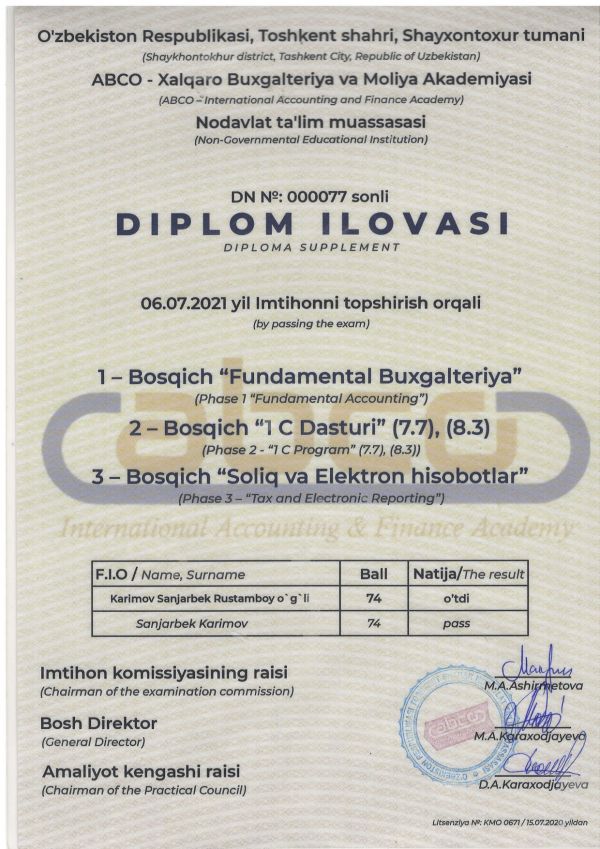 O'zbekiston Respublikasi, Toshkent shahri, Shayxontoxur tumani
(Shaykhontokhur district, Tashkent City, Republic of Uzbekistan)
ABCO - Xalqaro Buxgalteriya va Moliya Akademiyasi
(ABCO – International Accounting and Finance Academy)
Nodavlat ta'lim muassasasi
(Non-Governmental Educational Institution)
DN №: 000077 sonli
DIPLOM ILOVASI
DIPLOMA SUPPLEMENT
06.07.2021 yil Imtihonni topshirish orqali
(by passing the exam)
1 – Bosqich “Fundamental Buxgalteriya”
(Phase 1 “Fundamental Accounting”)
abco
2 – Bosqich “1 C Dasturi” (7.7), (8.3)
(Phase 2 - “1 C Program” (7.7), (8.3))
3 – Bosqich “Soliq va Elektron hisobotlar”
(Phase 3 – “Tax and Electronic Reporting”)
International Accounting & Finance Academy
F.I.O / Name, Surname Ball Natija/The result
Karimov Sanjarbek Rustamboy o`g`li 74 o'tdi
Sanjarbek Karimov 74 pass
Imtihon komissiyasining raisi
(Chairman of the examination commission)
M.A.Ashirmetova
Bosh Direktor
(General Director)
M.A.Karaxodjayeva
Amaliyot kengashi raisi
(Chairman of the Practical Council)
D.A.Karaxodjayeva
abco
Litsenziya №: KMO 0671 / 15.07.2020 yildan